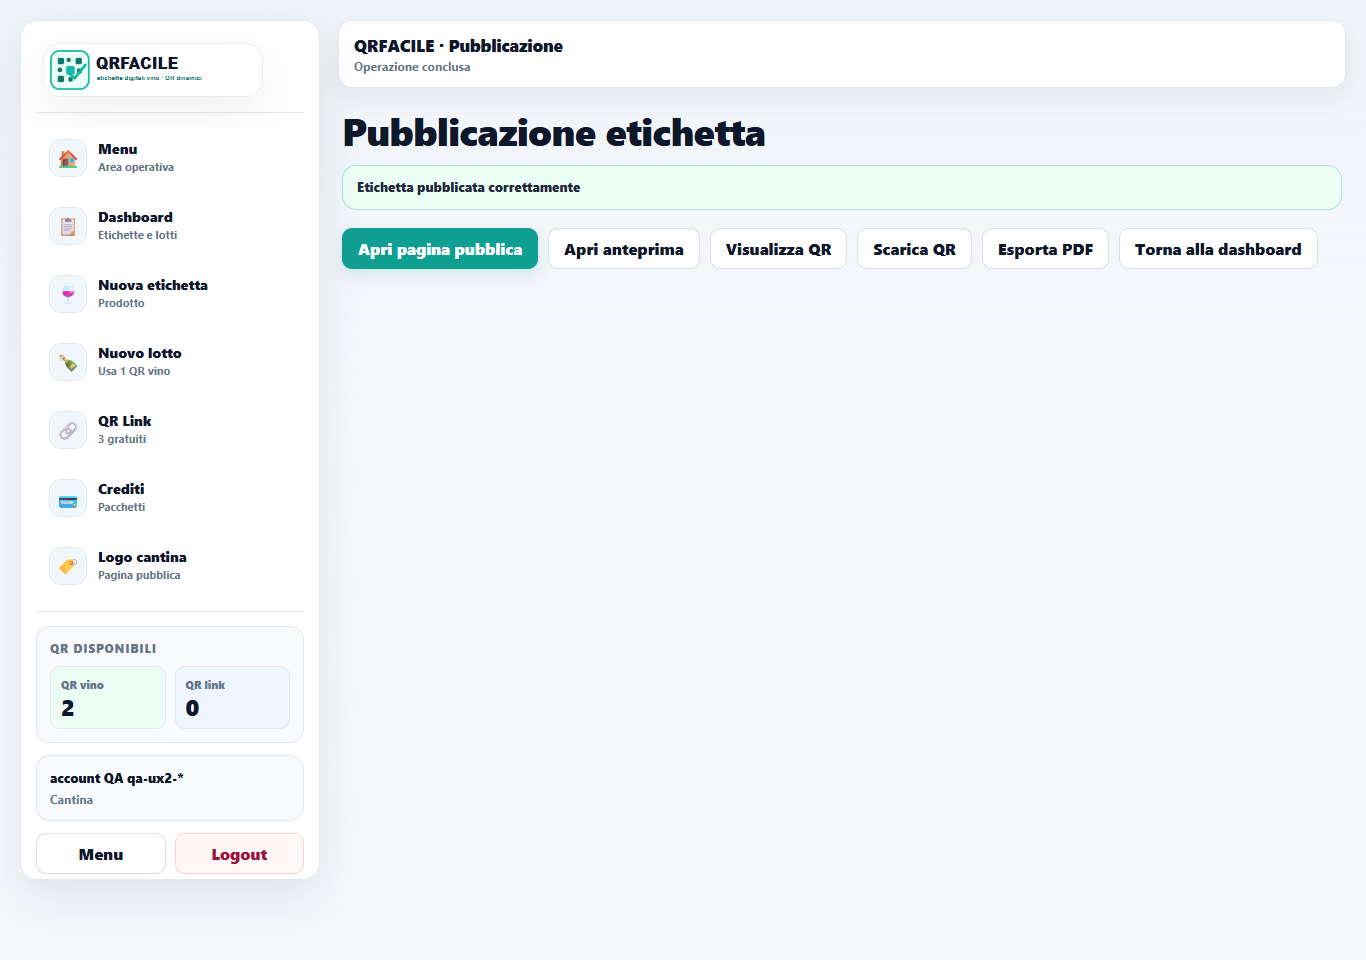 QRFACILE
etichette digitali vino · QR dinamici
Menu
Area operativa
Dashboard
Etichette e lotti
Nuova etichetta
Prodotto
Nuovo lotto
Usa 1 QR vino
QR Link
3 gratuiti
Crediti
Pacchetti
Logo cantina
Pagina pubblica
QR DISPONIBILI
QR vino
2
QR link
0
account QA qa-ux2-*
Cantina
Menu
Logout
QRFACILE · Pubblicazione
Operazione conclusa
Pubblicazione etichetta
Etichetta pubblicata correttamente
Apri pagina pubblica
Apri anteprima
Visualizza QR
Scarica QR
Esporta PDF
Torna alla dashboard